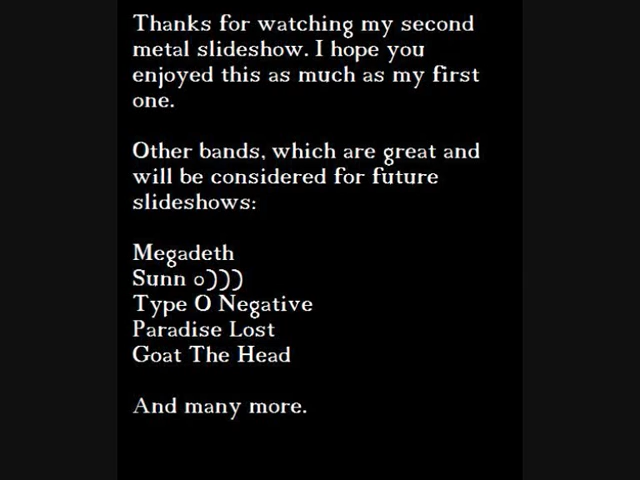 Thanks for watching my second
metal slideshow. I hope you
enjoyed this as much as my first
one.
Other bands, which are great and
will be considered for future
slideshows:
Megadeth
Sunn o)))
Type O Negative
Paradise Lost
Goat The Head
And many more.